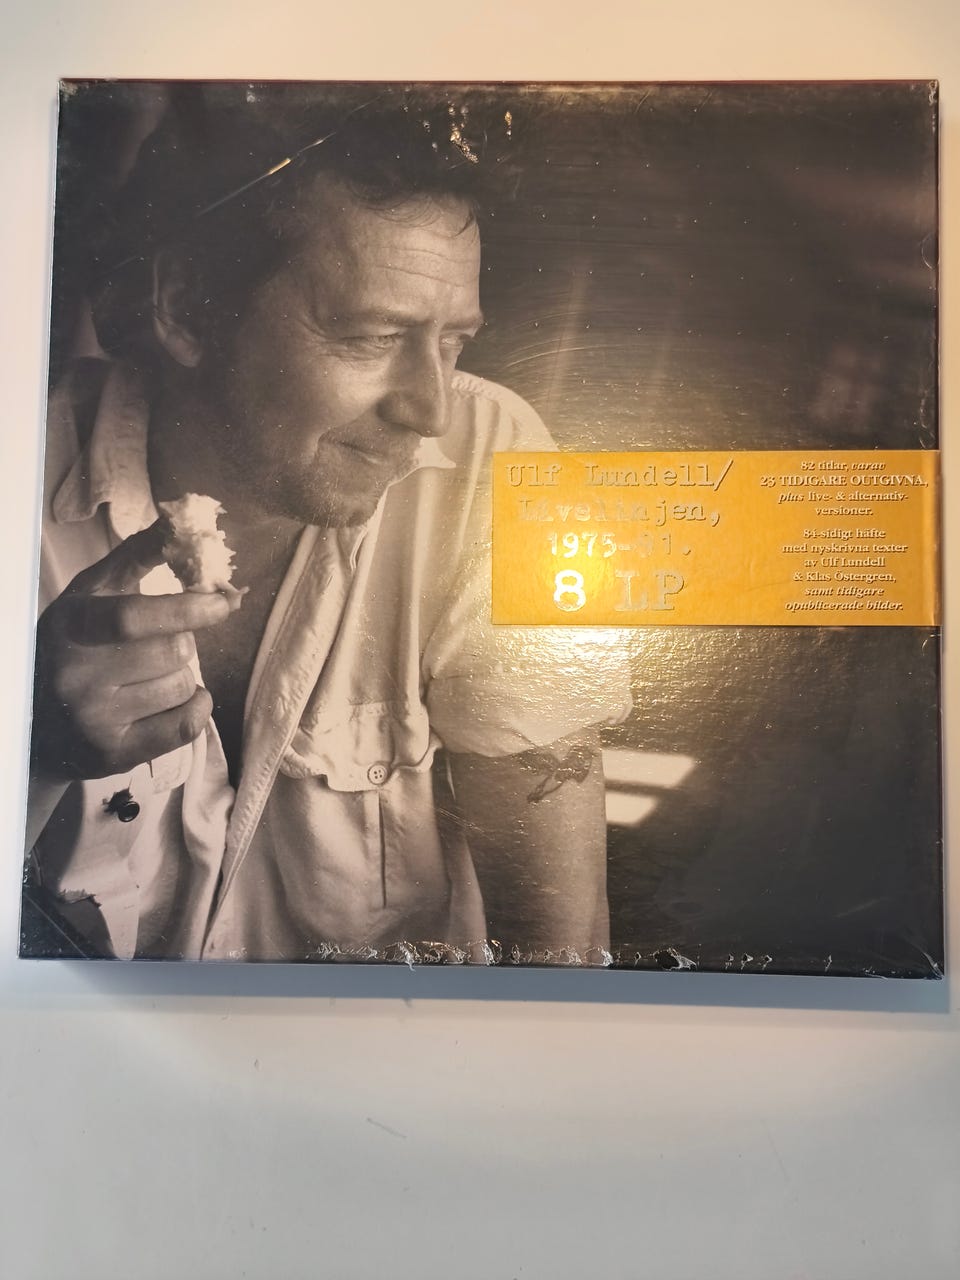 Ulf Lundell/
Livslinjen,
1975-91.
8 LP
82 titlar, varav
23 TIDIGARE OUTGIVNA,
plus live- & alternativ-
versioner.
84-sidigt häfte
med nyskrivna texter
av Ulf Lundell
& Klas Östergren,
samt tidigare
opublicerade bilder.